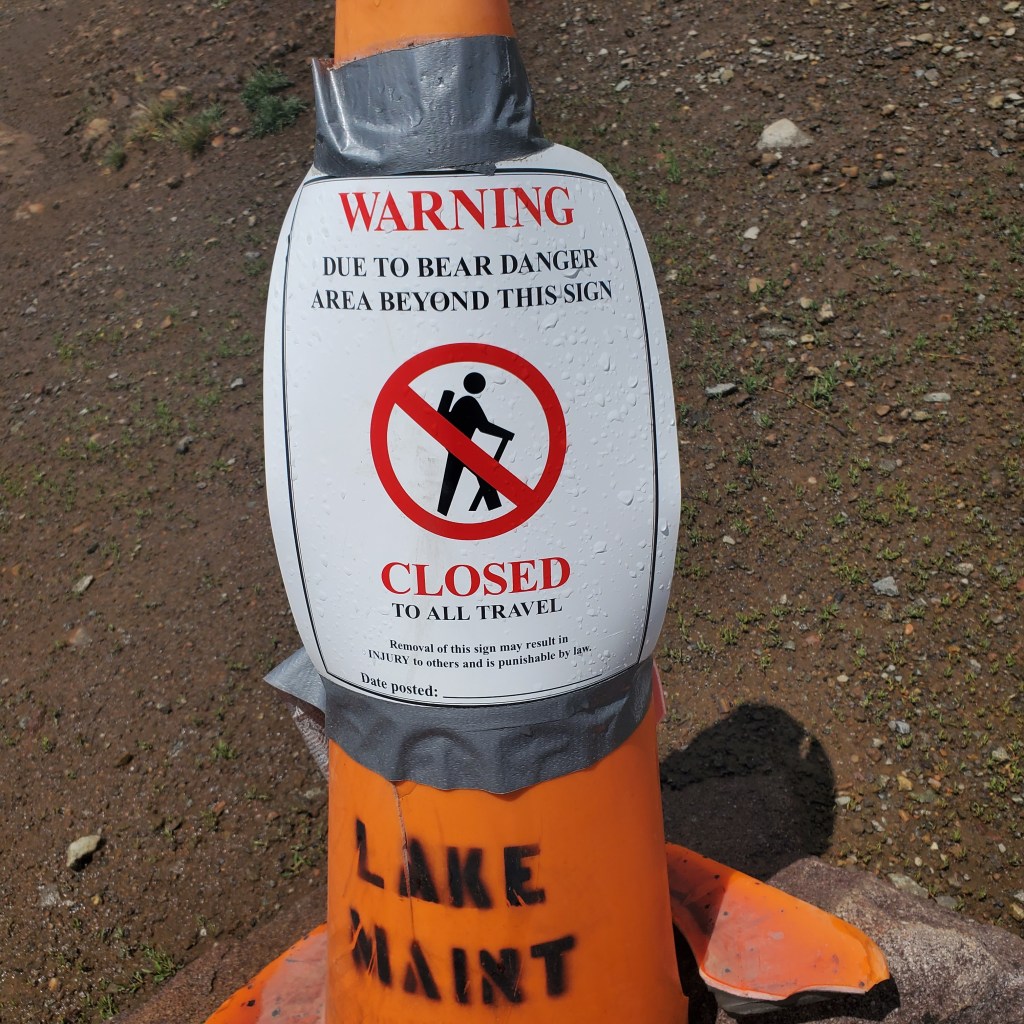 WARNING
DUE TO BEAR DANGER
AREA BEYOND THIS SIGN
CLOSED
TO ALL TRAVEL
Removal of this sign may result in
INJURY to others and is punishable by law.
Date posted:
LAKE
MAINT